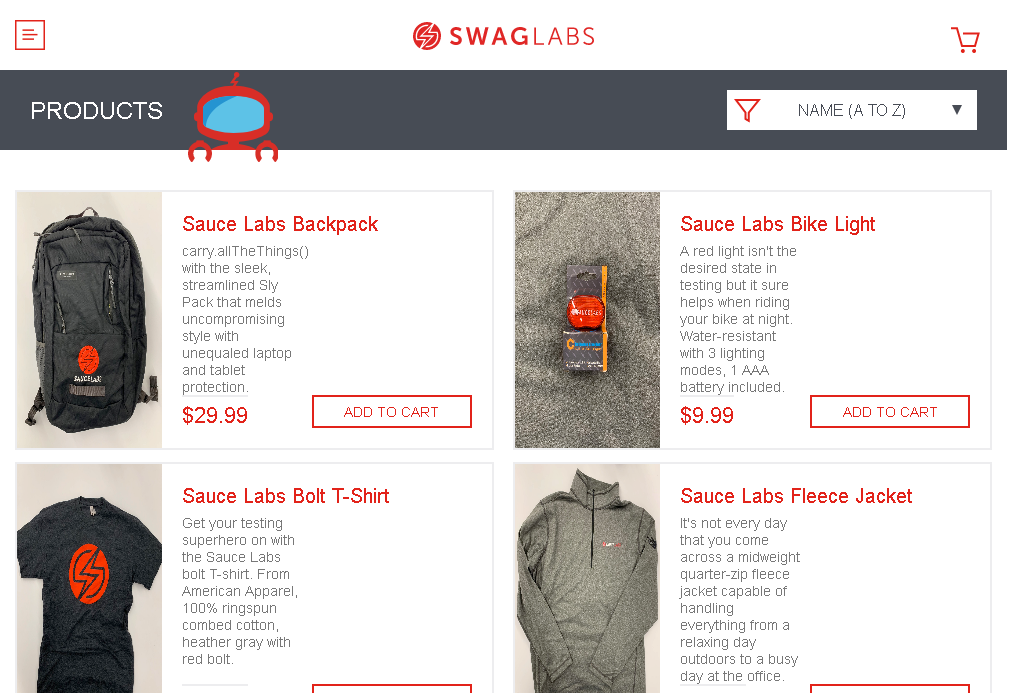 SWAGLABS
PRODUCTS
NAME (A TO Z)
Sauce Labs Backpack
carry.allTheThings()
with the sleek,
streamlined Sly
Pack that melds
uncompromising
style with
unequaled laptop
and tablet
protection.
$29.99
ADD TO CART
SAUCELABS
Sauce Labs Bike Light
A red light isn't the
desired state in
testing but it sure
helps when riding
your bike at night.
Water-resistant
with 3 lighting
modes, 1 AAA
battery included.
$9.99
ADD TO CART
Sauce Labs Bolt T-Shirt
Get your testing
superhero on with
the Sauce Labs
bolt T-shirt. From
American Apparel,
100% ringspun
combed cotton,
heather gray with
red bolt.
Sauce Labs Fleece Jacket
It's not every day
that you come
across a midweight
quarter-zip fleece
jacket capable of
handling
everything from a
relaxing day
outdoors to a busy
day at the office.